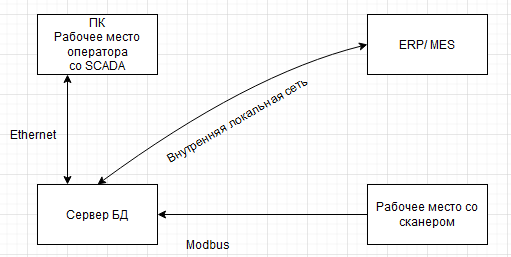 ПК
Рабочее место
оператора
со SCADA
ERP/ MES
Ethernet
Внутренняя локальная сеть
Сервер БД
Рабочее место со
сканером
Modbus